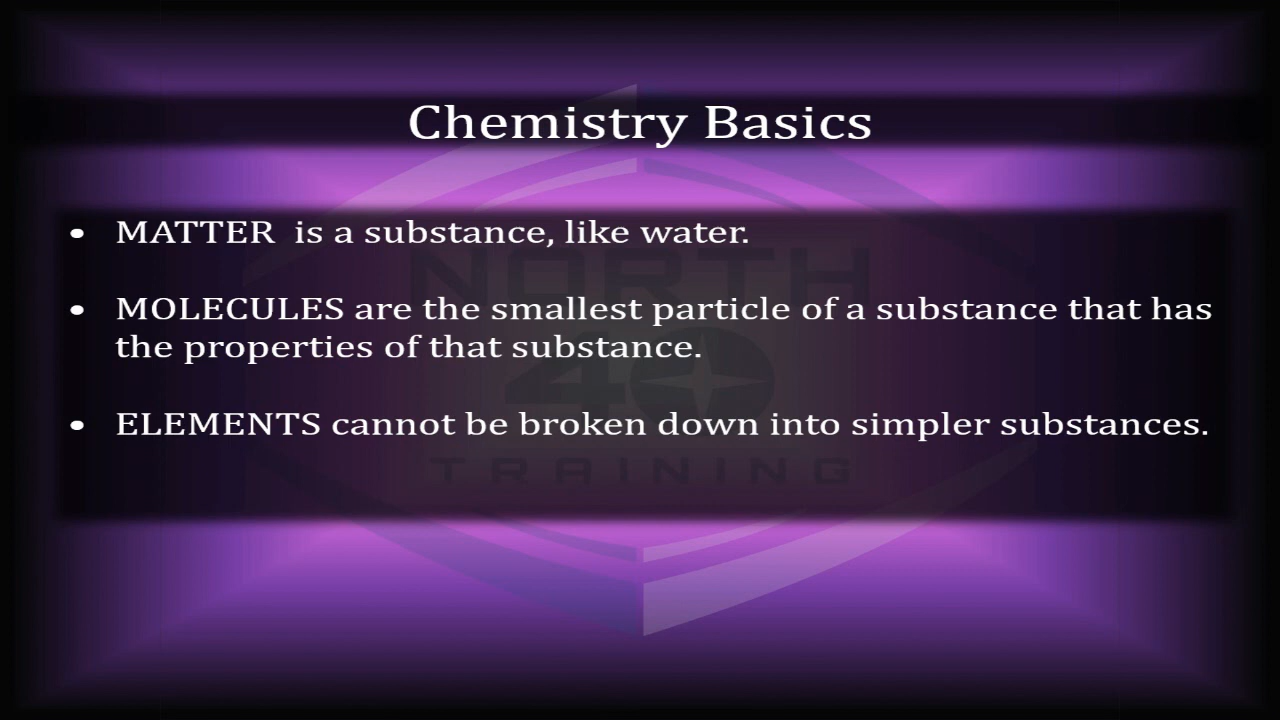 Chemistry Basics
• MATTER  is a substance, like water.
NORTH
• MOLECULES are the smallest particle of a substance that has
the properties of that substance.
40
• ELEMENTS cannot be broken down into simpler substances.
TRAINING